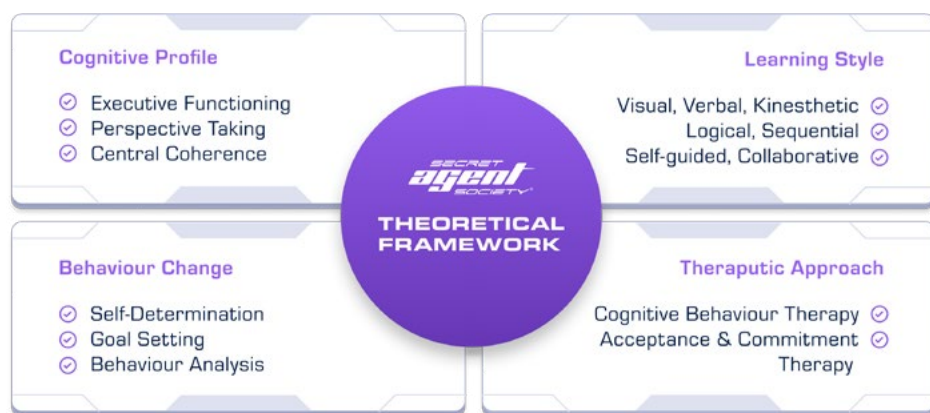 Cognitive Profile
Executive Functioning
Perspective Taking
Central Coherence
Learning Style
Visual, Verbal, Kinesthetic
Logical, Sequential
Self-guided, Collaborative
SECRET
agent
SOCIETY®
THEORETICAL
FRAMEWORK
Behaviour Change
Self-Determination
Goal Setting
Behaviour Analysis
Theraputic Approach
Cognitive Behaviour Therapy
Acceptance & Commitment
Therapy